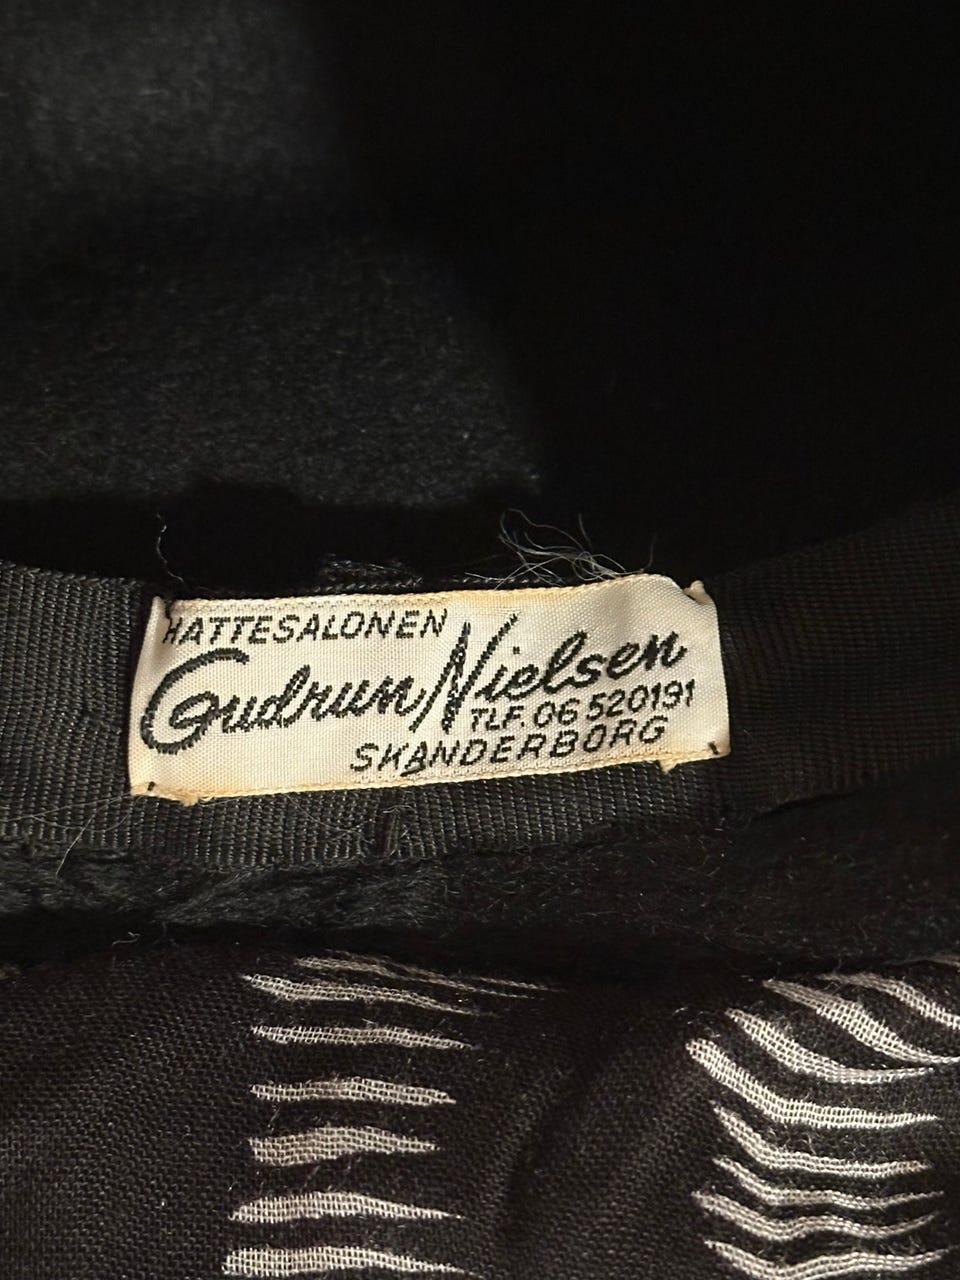 HATTESALONEN
Gudrun Nielsen
TLF. 06 520191
SKANDERBORG